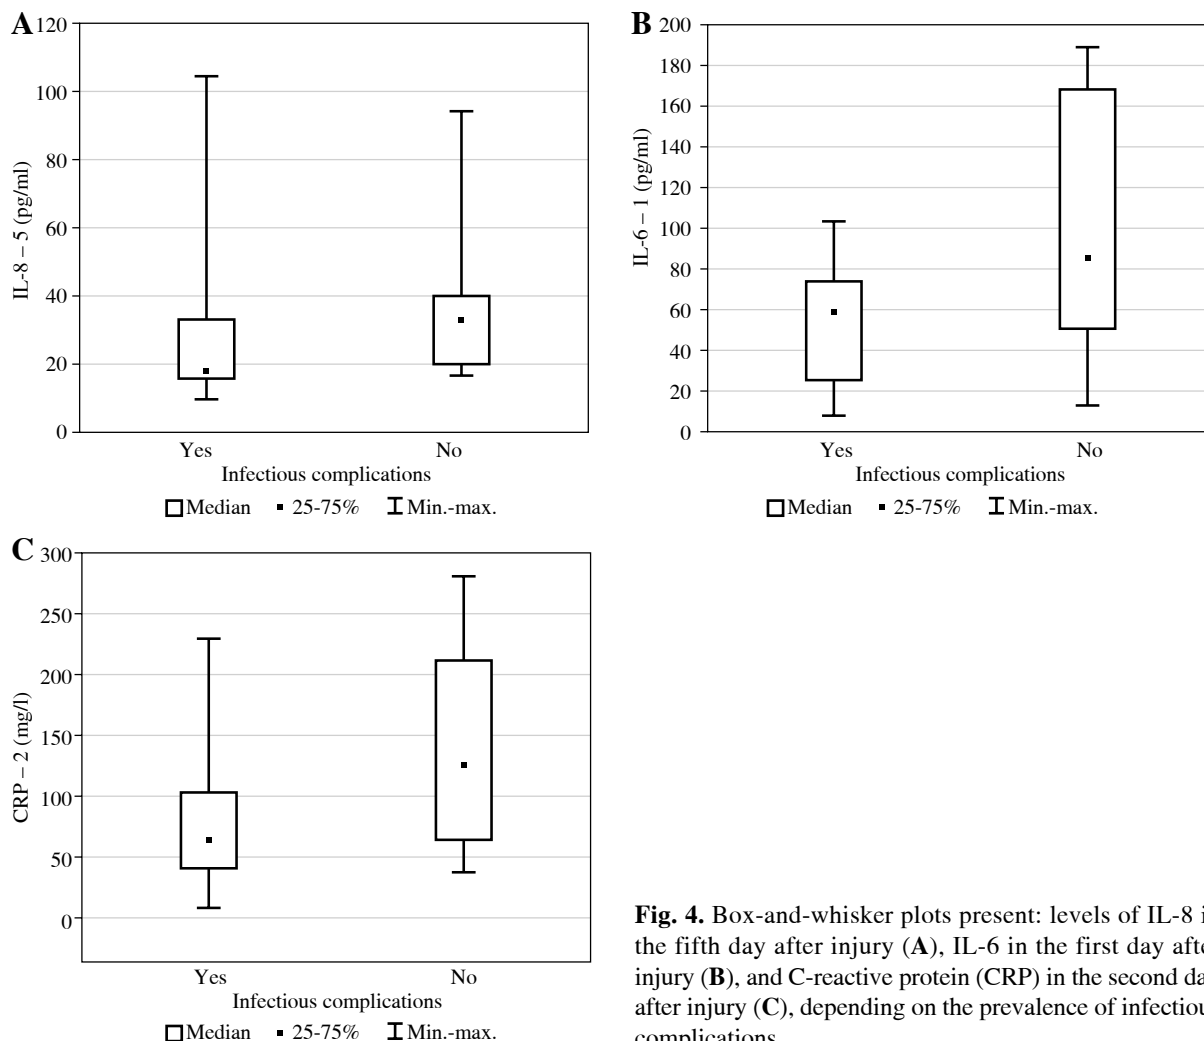 A
120
100
80
60
40
20
0
IL-8 – 5 (pg/ml)
Yes No
Infectious complications
Median 25-75% Min.-max.
B
200
180
160
140
120
100
80
60
40
20
0
IL-6 – 1 (pg/ml)
Yes No
Infectious complications
Median 25-75% Min.-max.
C
300
250
200
150
100
50
0
CRP – 2 (mg/l)
Yes No
Infectious complications
Median 25-75% Min.-max.
Fig. 4. Box-and-whisker plots present: levels of IL-8 i
the fifth day after injury (A), IL-6 in the first day afte
injury (B), and C-reactive protein (CRP) in the second da
after injury (C), depending on the prevalence of infectiou
complications